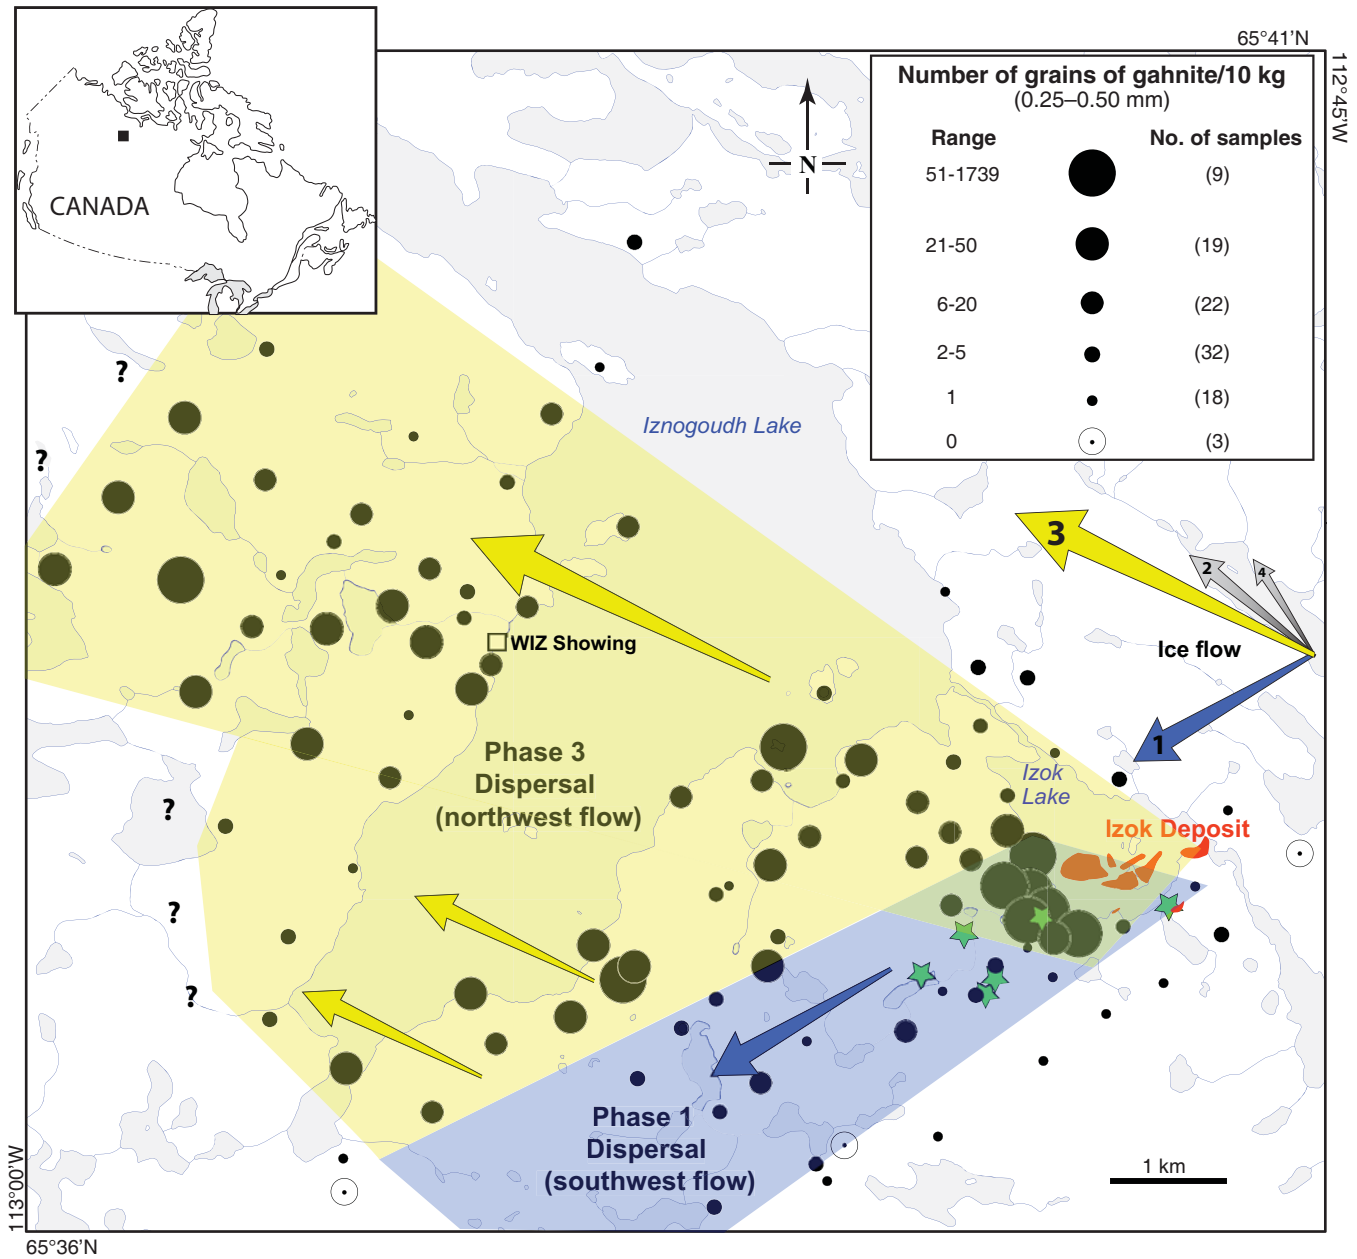 65°41'N
112°45'W
CANADA
N
Number of grains of gahnite/10 kg
(0.25–0.50 mm)
Range No. of samples
51-1739 (9)
21-50 (19)
6-20 (22)
2-5 (32)
1 (18)
0 (3)
?
?
Iznogoudh Lake
3
2
4
Ice flow
1
WIZ Showing
Phase 3
Dispersal
(northwest flow)
Izok
Lake
Izok Deposit
?
?
?
Phase 1
Dispersal
(southwest flow)
1 km
113°00'W
65°36'N